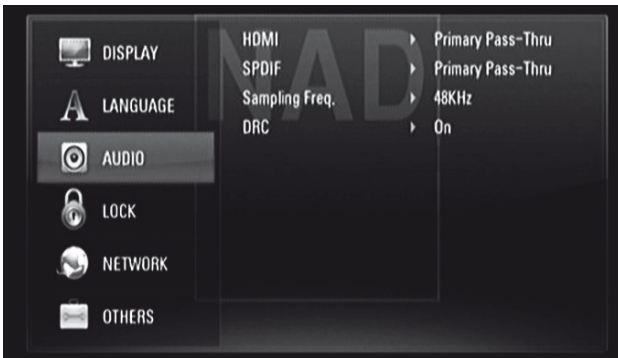 NAD
DISPLAY
LANGUAGE
AUDIO
LOCK
NETWORK
OTHERS
HDMI Primary Pass-Thru
SPDIF Primary Pass-Thru
Sampling Freq. 48KHz
DRC On